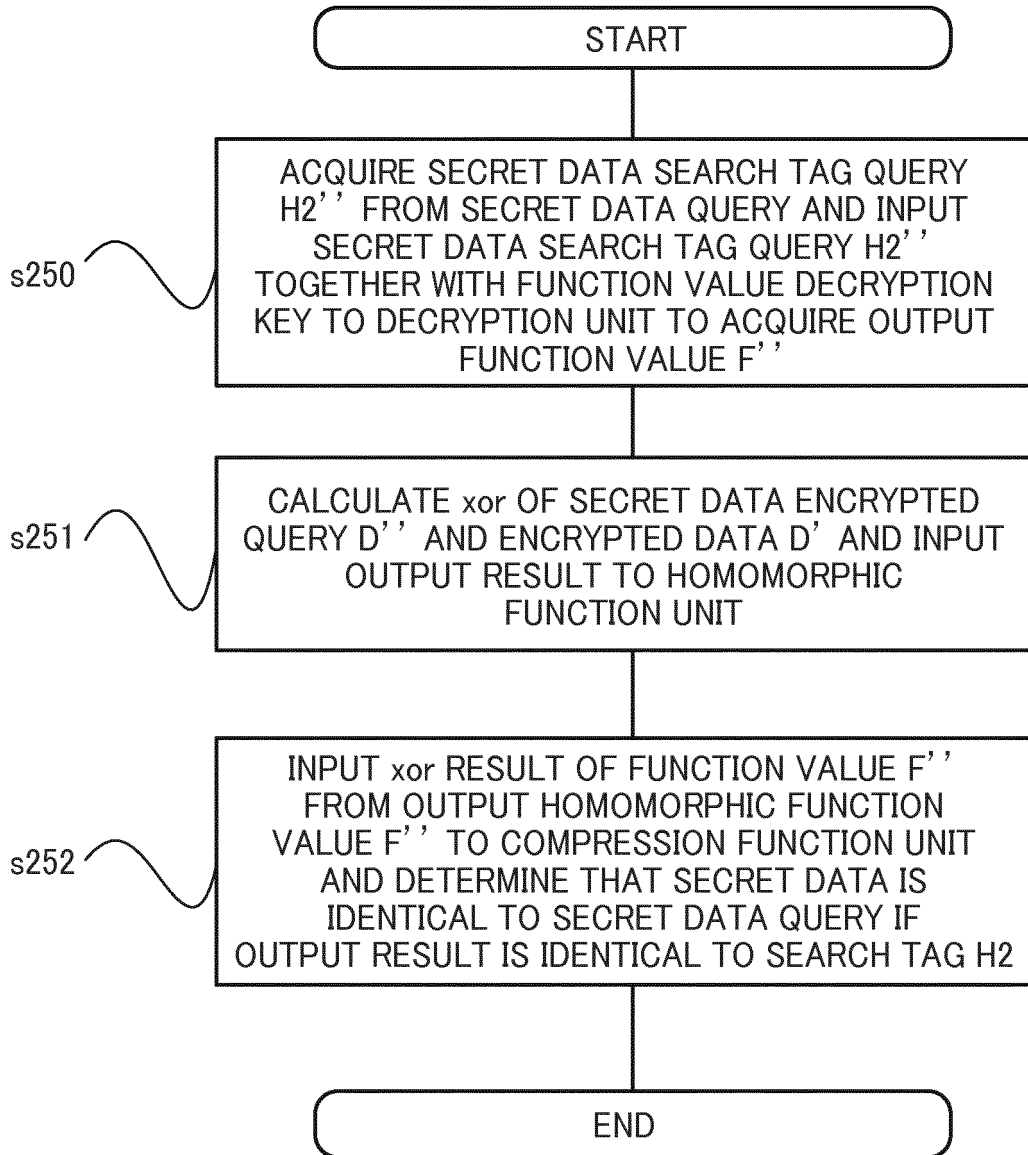 START
s250
ACQUIRE SECRET DATA SEARCH TAG QUERY
H2'' FROM SECRET DATA QUERY AND INPUT
SECRET DATA SEARCH TAG QUERY H2''
TOGETHER WITH FUNCTION VALUE DECRYPTION
KEY TO DECRYPTION UNIT TO ACQUIRE OUTPUT
FUNCTION VALUE F''
s251
CALCULATE xor OF SECRET DATA ENCRYPTED
QUERY D'' AND ENCRYPTED DATA D' AND INPUT
OUTPUT RESULT TO HOMOMORPHIC
FUNCTION UNIT
s252
INPUT xor RESULT OF FUNCTION VALUE F''
FROM OUTPUT HOMOMORPHIC FUNCTION
VALUE F'' TO COMPRESSION FUNCTION UNIT
AND DETERMINE THAT SECRET DATA IS
IDENTICAL TO SECRET DATA QUERY IF
OUTPUT RESULT IS IDENTICAL TO SEARCH TAG H2
END